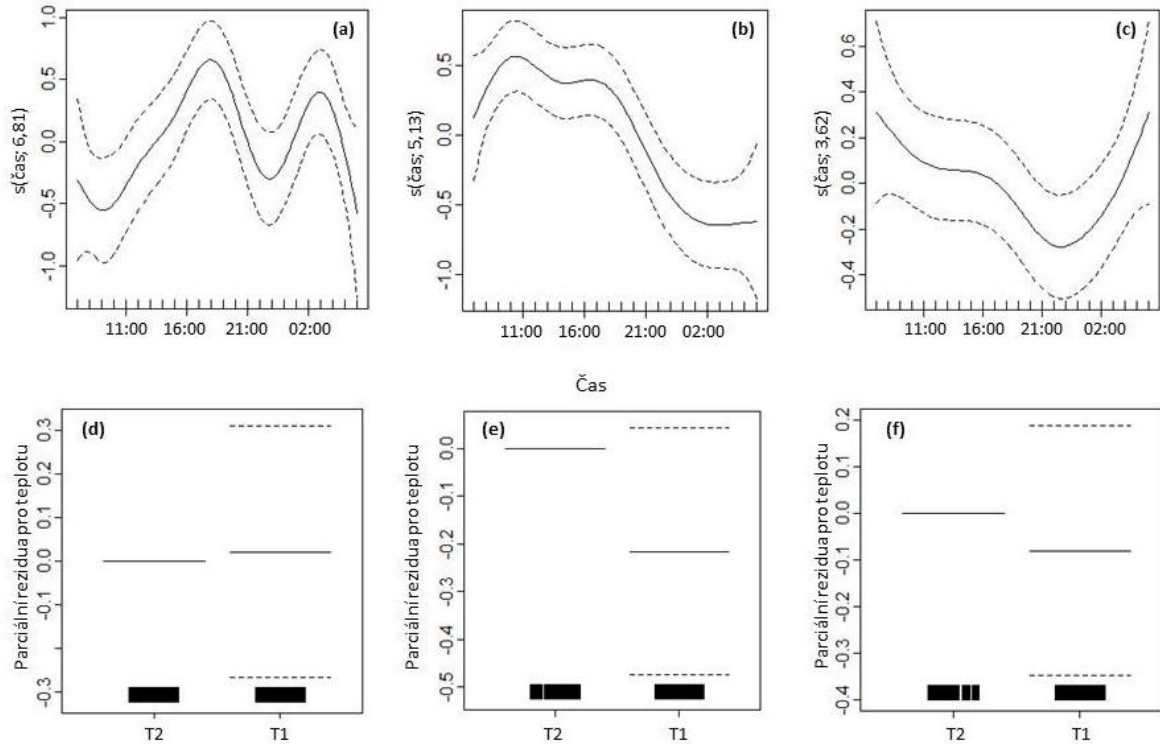 (a)
s(čas; 6,81)
1.0
0.5
0.0
-0.5
-1.0
11:00 16:00 21:00 02:00
(b)
s(čas; 5,13)
0.5
0.0
-0.5
-1.0
11:00 16:00 21:00 02:00
(c)
s(čas; 3,62)
0.6
0.4
0.2
0.0
-0.2
-0.4
11:00 16:00 21:00 02:00
Čas
(d)
Parciální rezidua pro teplotu
0.3
0.2
0.1
0.0
-0.1
-0.3
T2 T1
(e)
Parciální rezidua pro teplotu
0.0
-0.1
-0.2
-0.3
-0.4
-0.5
T2 T1
(f)
Parciální rezidua pro teplotu
0.2
0.1
0.0
-0.1
-0.2
-0.3
-0.4
T2 T1